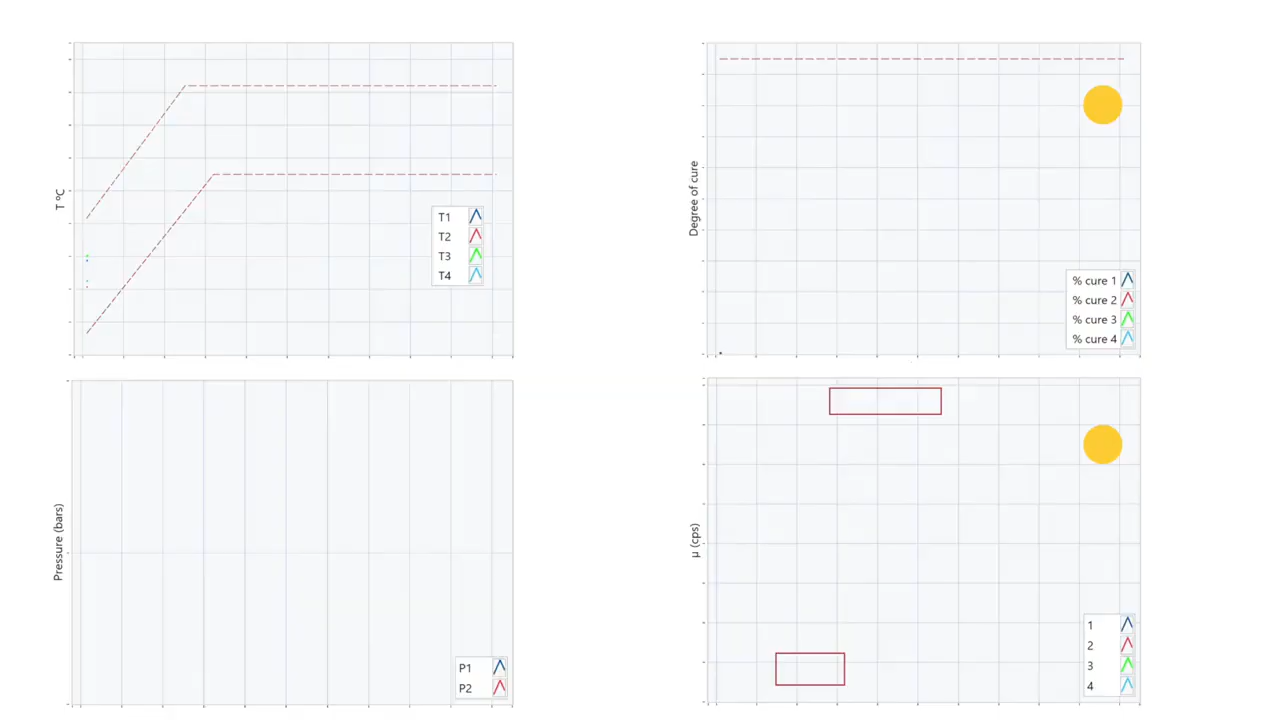 T ºC
T1
T2
T3
T4
Degree of cure
% cure 1
% cure 2
% cure 3
% cure 4
Pressure (bars)
P1
P2
µ (cps)
1
2
3
4